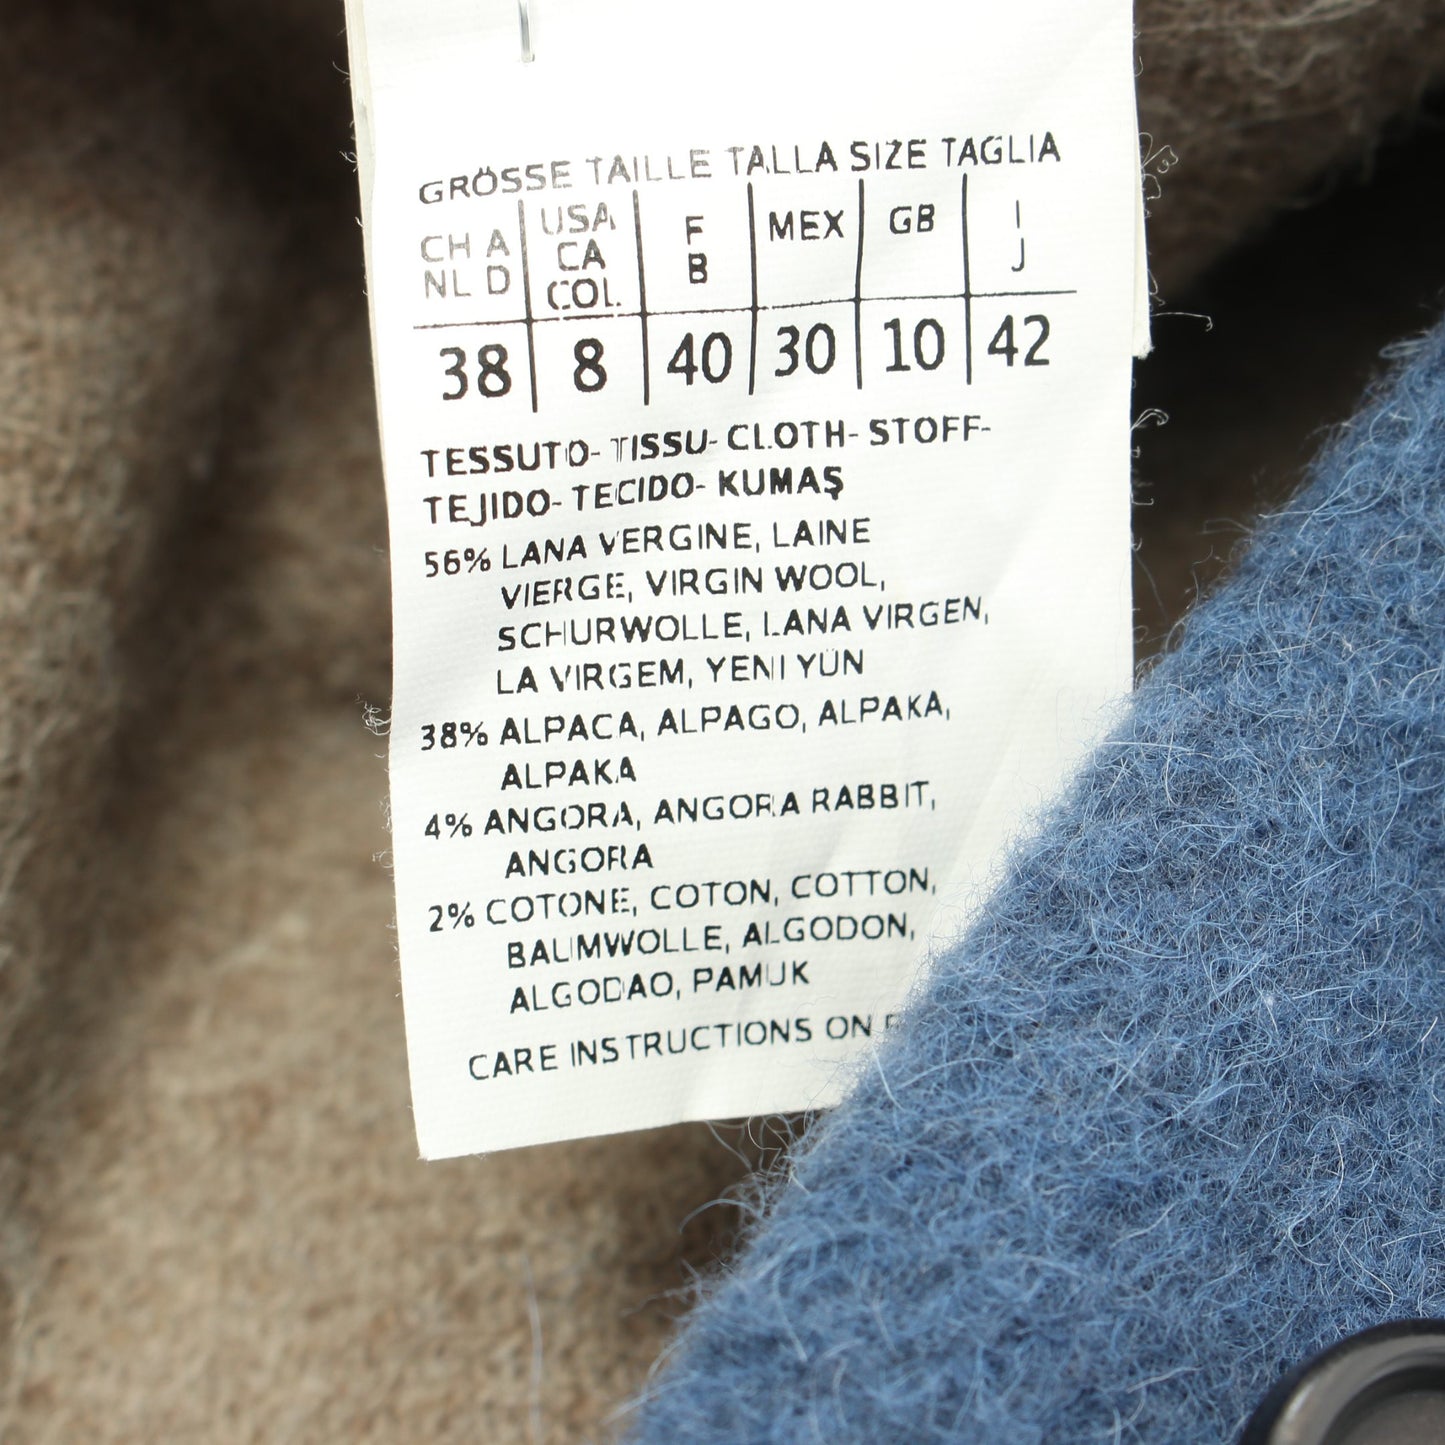 GRÖSSE TAILLE TALLA SIZE TAGLIA
CH A USA F MEX GB I
NL D CA B J
COL.
38 8 40 30 10 42
TESSUTO- TISSU- CLOTH- STOFF-
TEJIDO- TECIDO- KUMAŞ
56% LANA VERGINE, LAINE
VIERGE, VIRGIN WOOL,
SCHURWOLLE, LANA VIRGEN,
LA VIRGEM, YENI YÜN
38% ALPACA, ALPAGO, ALPAKA,
ALPAKA
4% ANGORA, ANGORA RABBIT,
ANGORA
2% COTONE, COTON, COTTON,
BAUMWOLLE, ALGODON,
ALGODAO, PAMUK
CARE INSTRUCTIONS ON